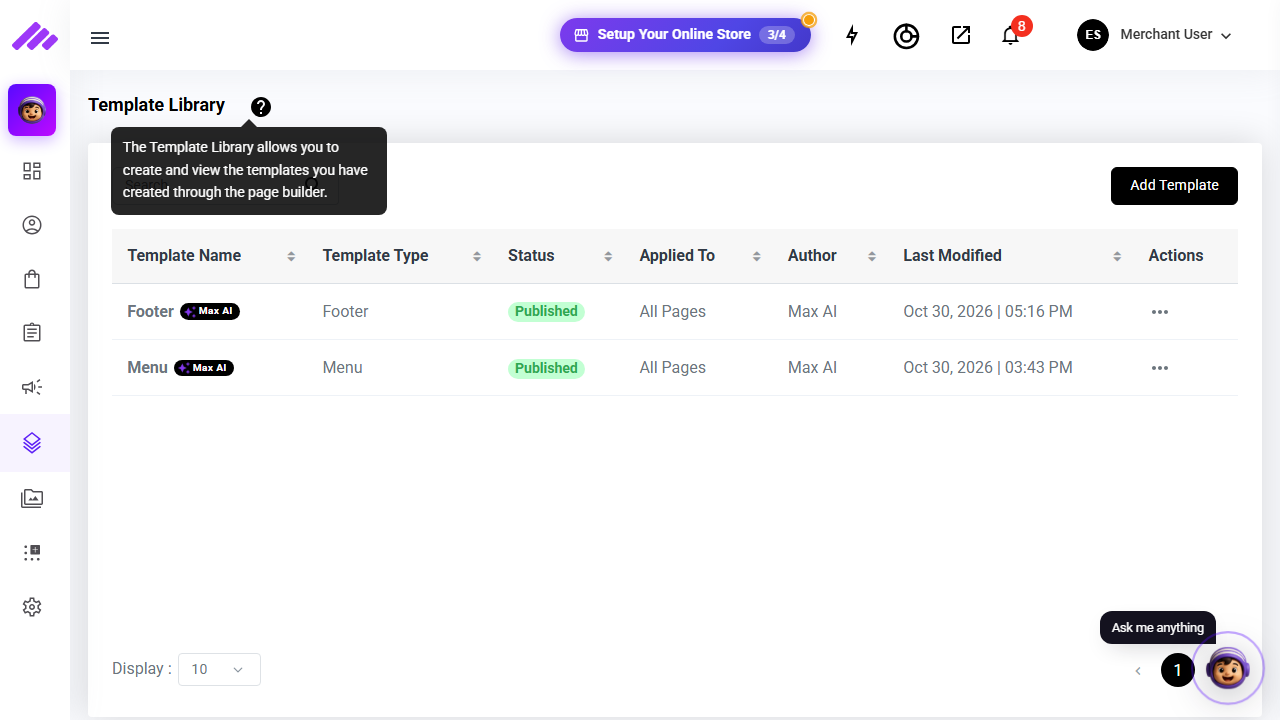 Setup Your Online Store 3/4
8
ES Merchant User
Template Library ?
The Template Library allows you to
create and view the templates you have
created through the page builder.
Add Template
Template Name Template Type Status Applied To Author Last Modified Actions
Footer Max AI Footer Published All Pages Max AI Oct 30, 2026 | 05:16 PM
Menu Max AI Menu Published All Pages Max AI Oct 30, 2026 | 03:43 PM
Ask me anything
Display : 10
1